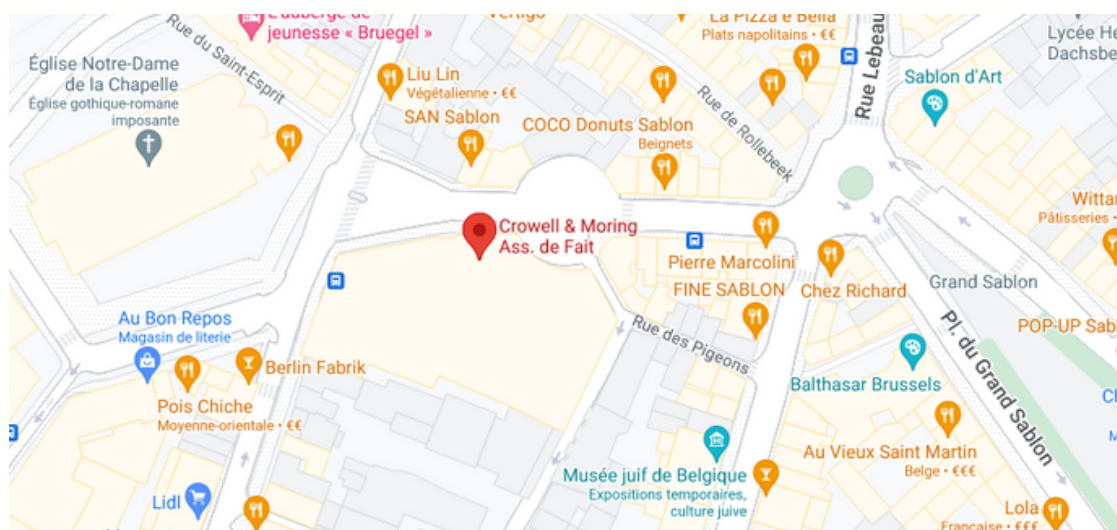 L'auberge de
jeunesse « Bruegel »
Vertigo
La Pizza è Bella
Plats napolitains • €€
Rue du Saint-Esprit
Église Notre-Dame
de la Chapelle
Église gothique-romane
imposante
Liu Lin
Végétalienne • €€
SAN Sablon
COCO Donuts Sablon
Beignets
Rue de Rollebeek
Rue Lebeau
Sablon d'Art
Lycée
Crowell & Moring
Ass. de Fait
Pierre Marcolini
FINE SABLON
Chez Richard
Grand Sablon
Pâtisseries •
POP-UP
Pl. du Grand Sablon
Rue des Pigeons
Au Bon Repos
Magasin de literie
Berlin Fabrik
Pois Chiche
Moyenne-orientale • €€
Balthasar Brussels
Au Vieux Saint Martin
Belge • €€€
Musée juif de Belgique
Expositions temporaires,
culture juive
Lidl
Lola
Française • €€€